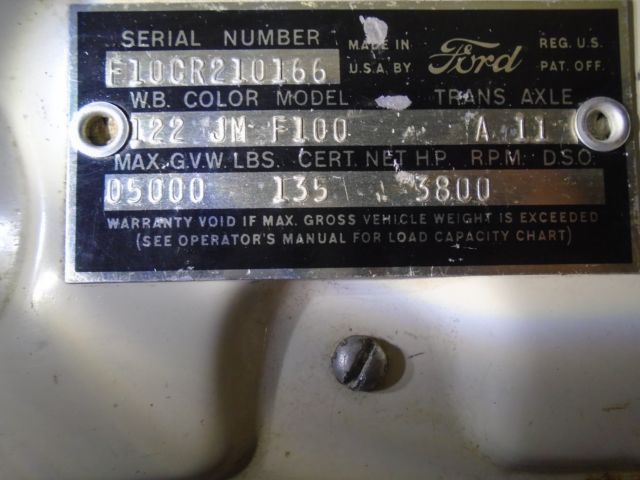 SERIAL NUMBER MADE IN Ford REG. U.S.
F10CR210166 U.S.A. BY PAT. OFF.
W.B. COLOR MODEL TRANS AXLE
122 JM F100 A 11
MAX. G.V.W. LBS. CERT. NET HP. RPM D.S.O.
05000 135 3800
WARRANTY VOID IF MAX. GROSS VEHICLE WEIGHT IS EXCEEDED
(SEE OPERATOR'S MANUAL FOR LOAD CAPACITY CHART)